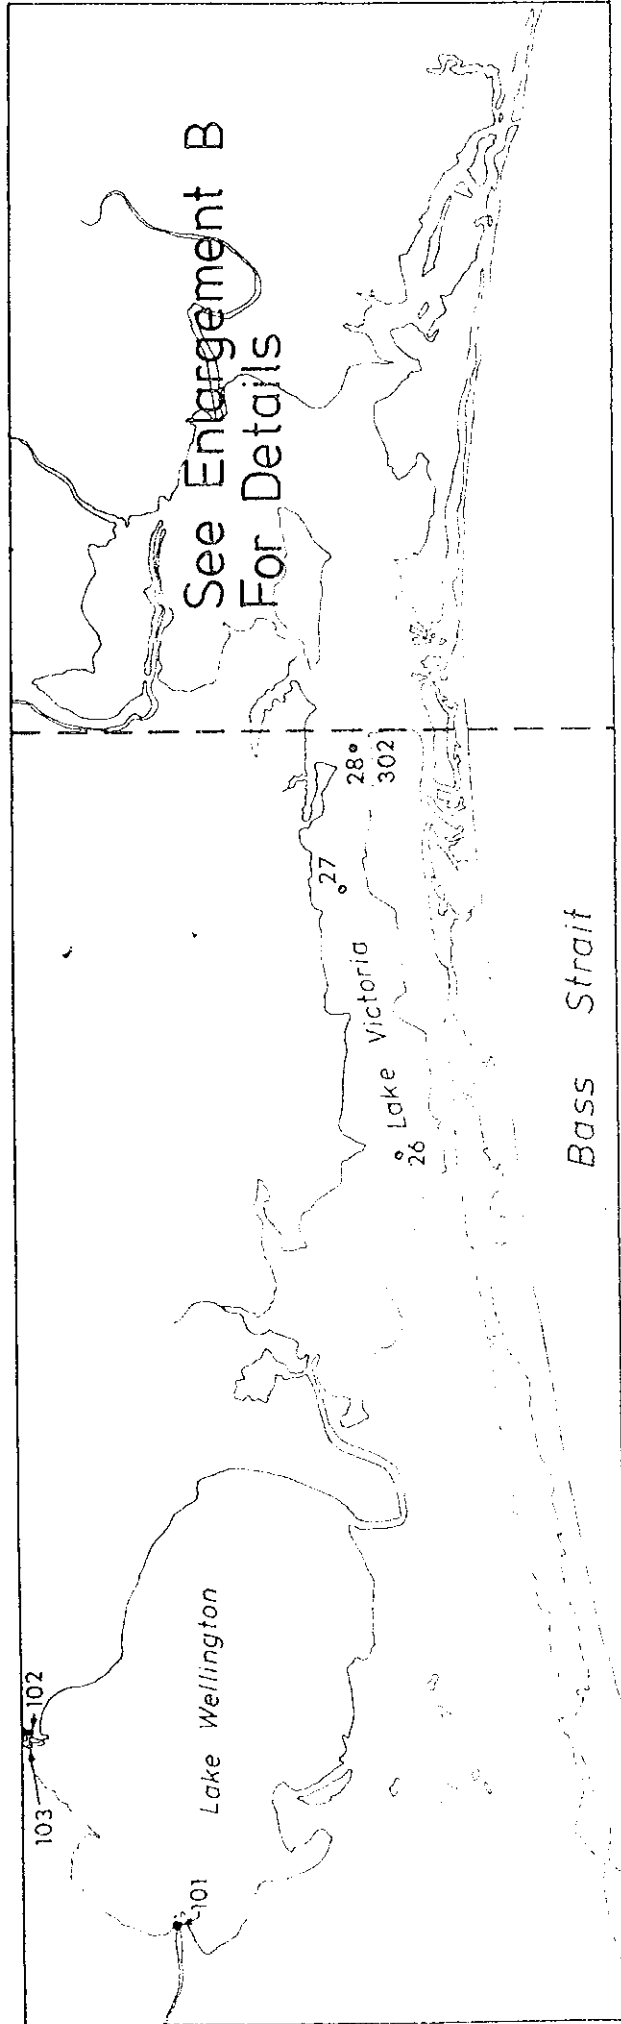 See Enlargement B
For Details
102
103
Lake Wellington
101
28
302
27
Lake Victoria
26
Bass Strait